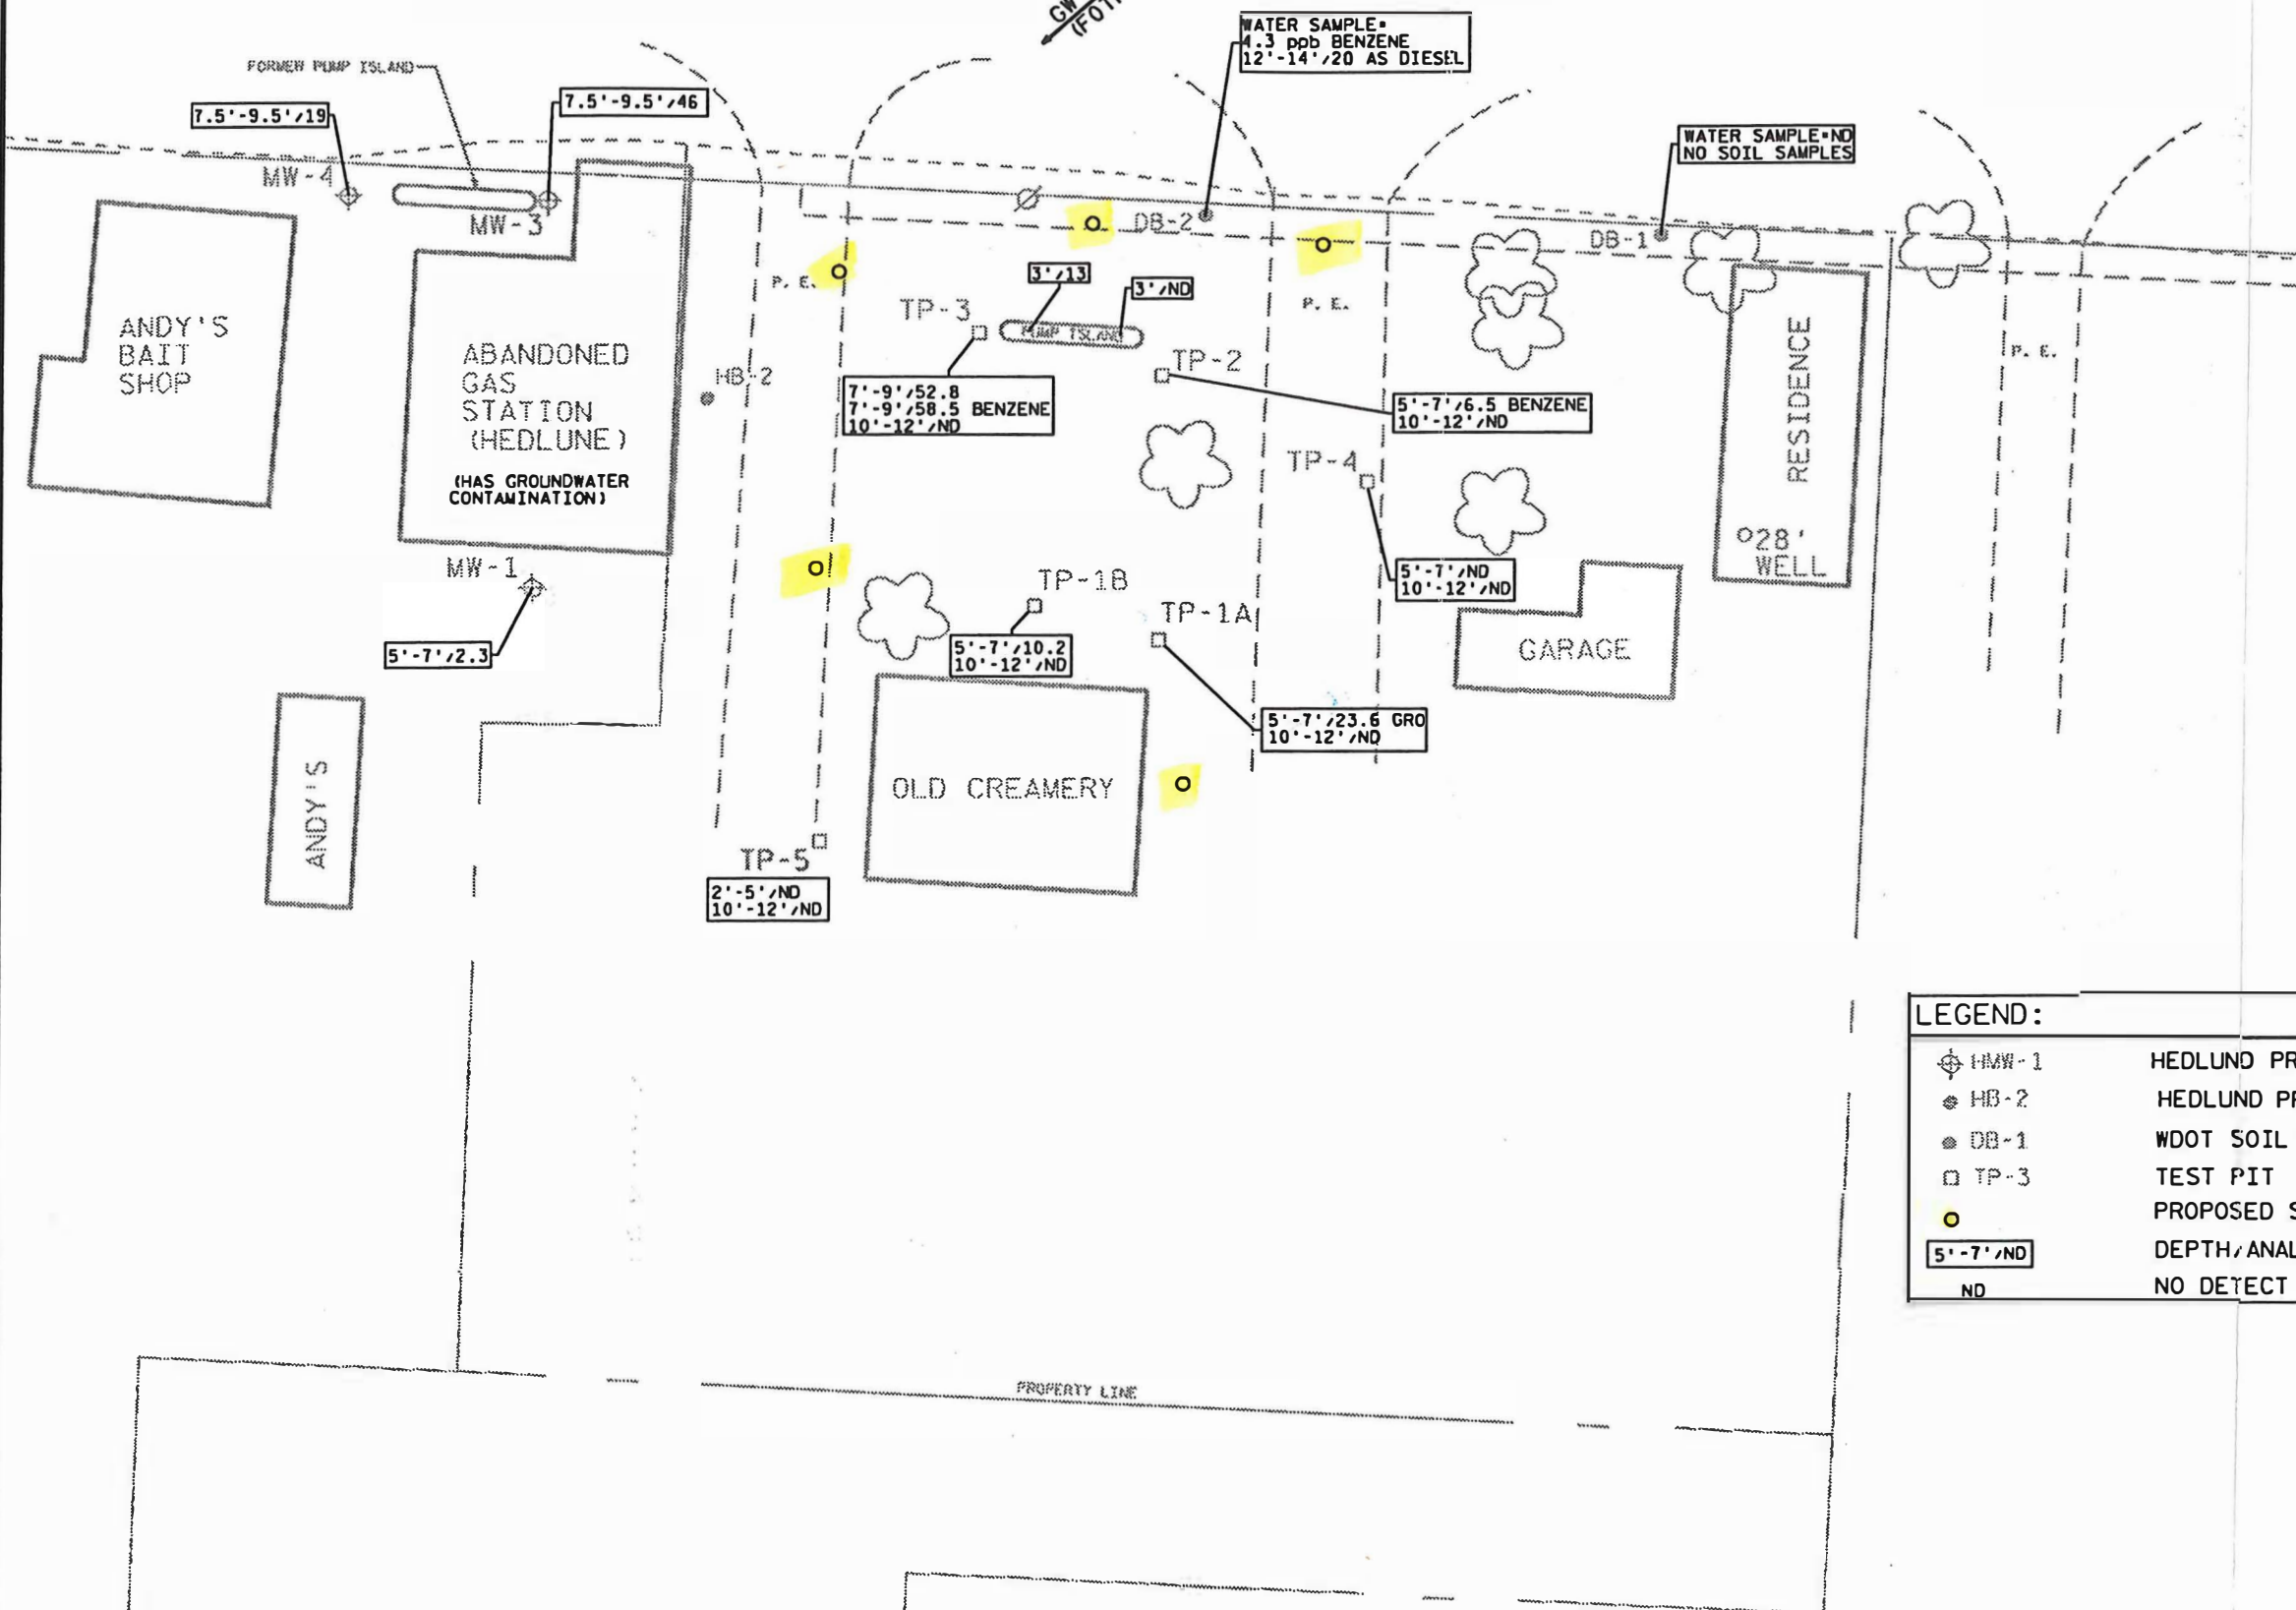 GW
WATER SAMPLE=
4.3 ppb BENZENE
12'-14'/20 AS DIESEL
FORMEW PUMP ISLAND
7.5'-9.5'/19
7.5'-9.5'/46
WATER SAMPLE=ND
NO SOIL SAMPLES
MW-4
MW-3
DB-2
DB-1
P. E.
3'/13
3'/ND
P. E.
TP-3
PUMP ISLAND
TP-2
P. E.
ANDY'S
BAIT
SHOP
ABANDONED
GAS
STATION
(HEDLUNE)
(HAS GROUNDWATER
CONTAMINATION)
HB-2
7'-9'/52.8
7'-9'/58.5 BENZENE
10'-12'/ND
5'-7'/6.5 BENZENE
10'-12'/ND
RESIDENCE
TP-4
28'
WELL
MW-1
TP-1B
5'-7'/ND
10'-12'/ND
TP-1A
5'-7'/2.3
5'-7'/10.2
10'-12'/ND
GARAGE
5'-7'/23.6 GRO
10'-12'/ND
ANDY'S
OLD CREAMERY
TP-5
2'-5'/ND
10'-12'/ND
LEGEND:
HMW-1 HEDLUND PR
HB-2 HEDLUND PR
DB-1 WDOT SOIL
TP-3 TEST PIT
PROPOSED S
5'-7'/ND DEPTH/ANAL
ND NO DETECT
PROPERTY LINE